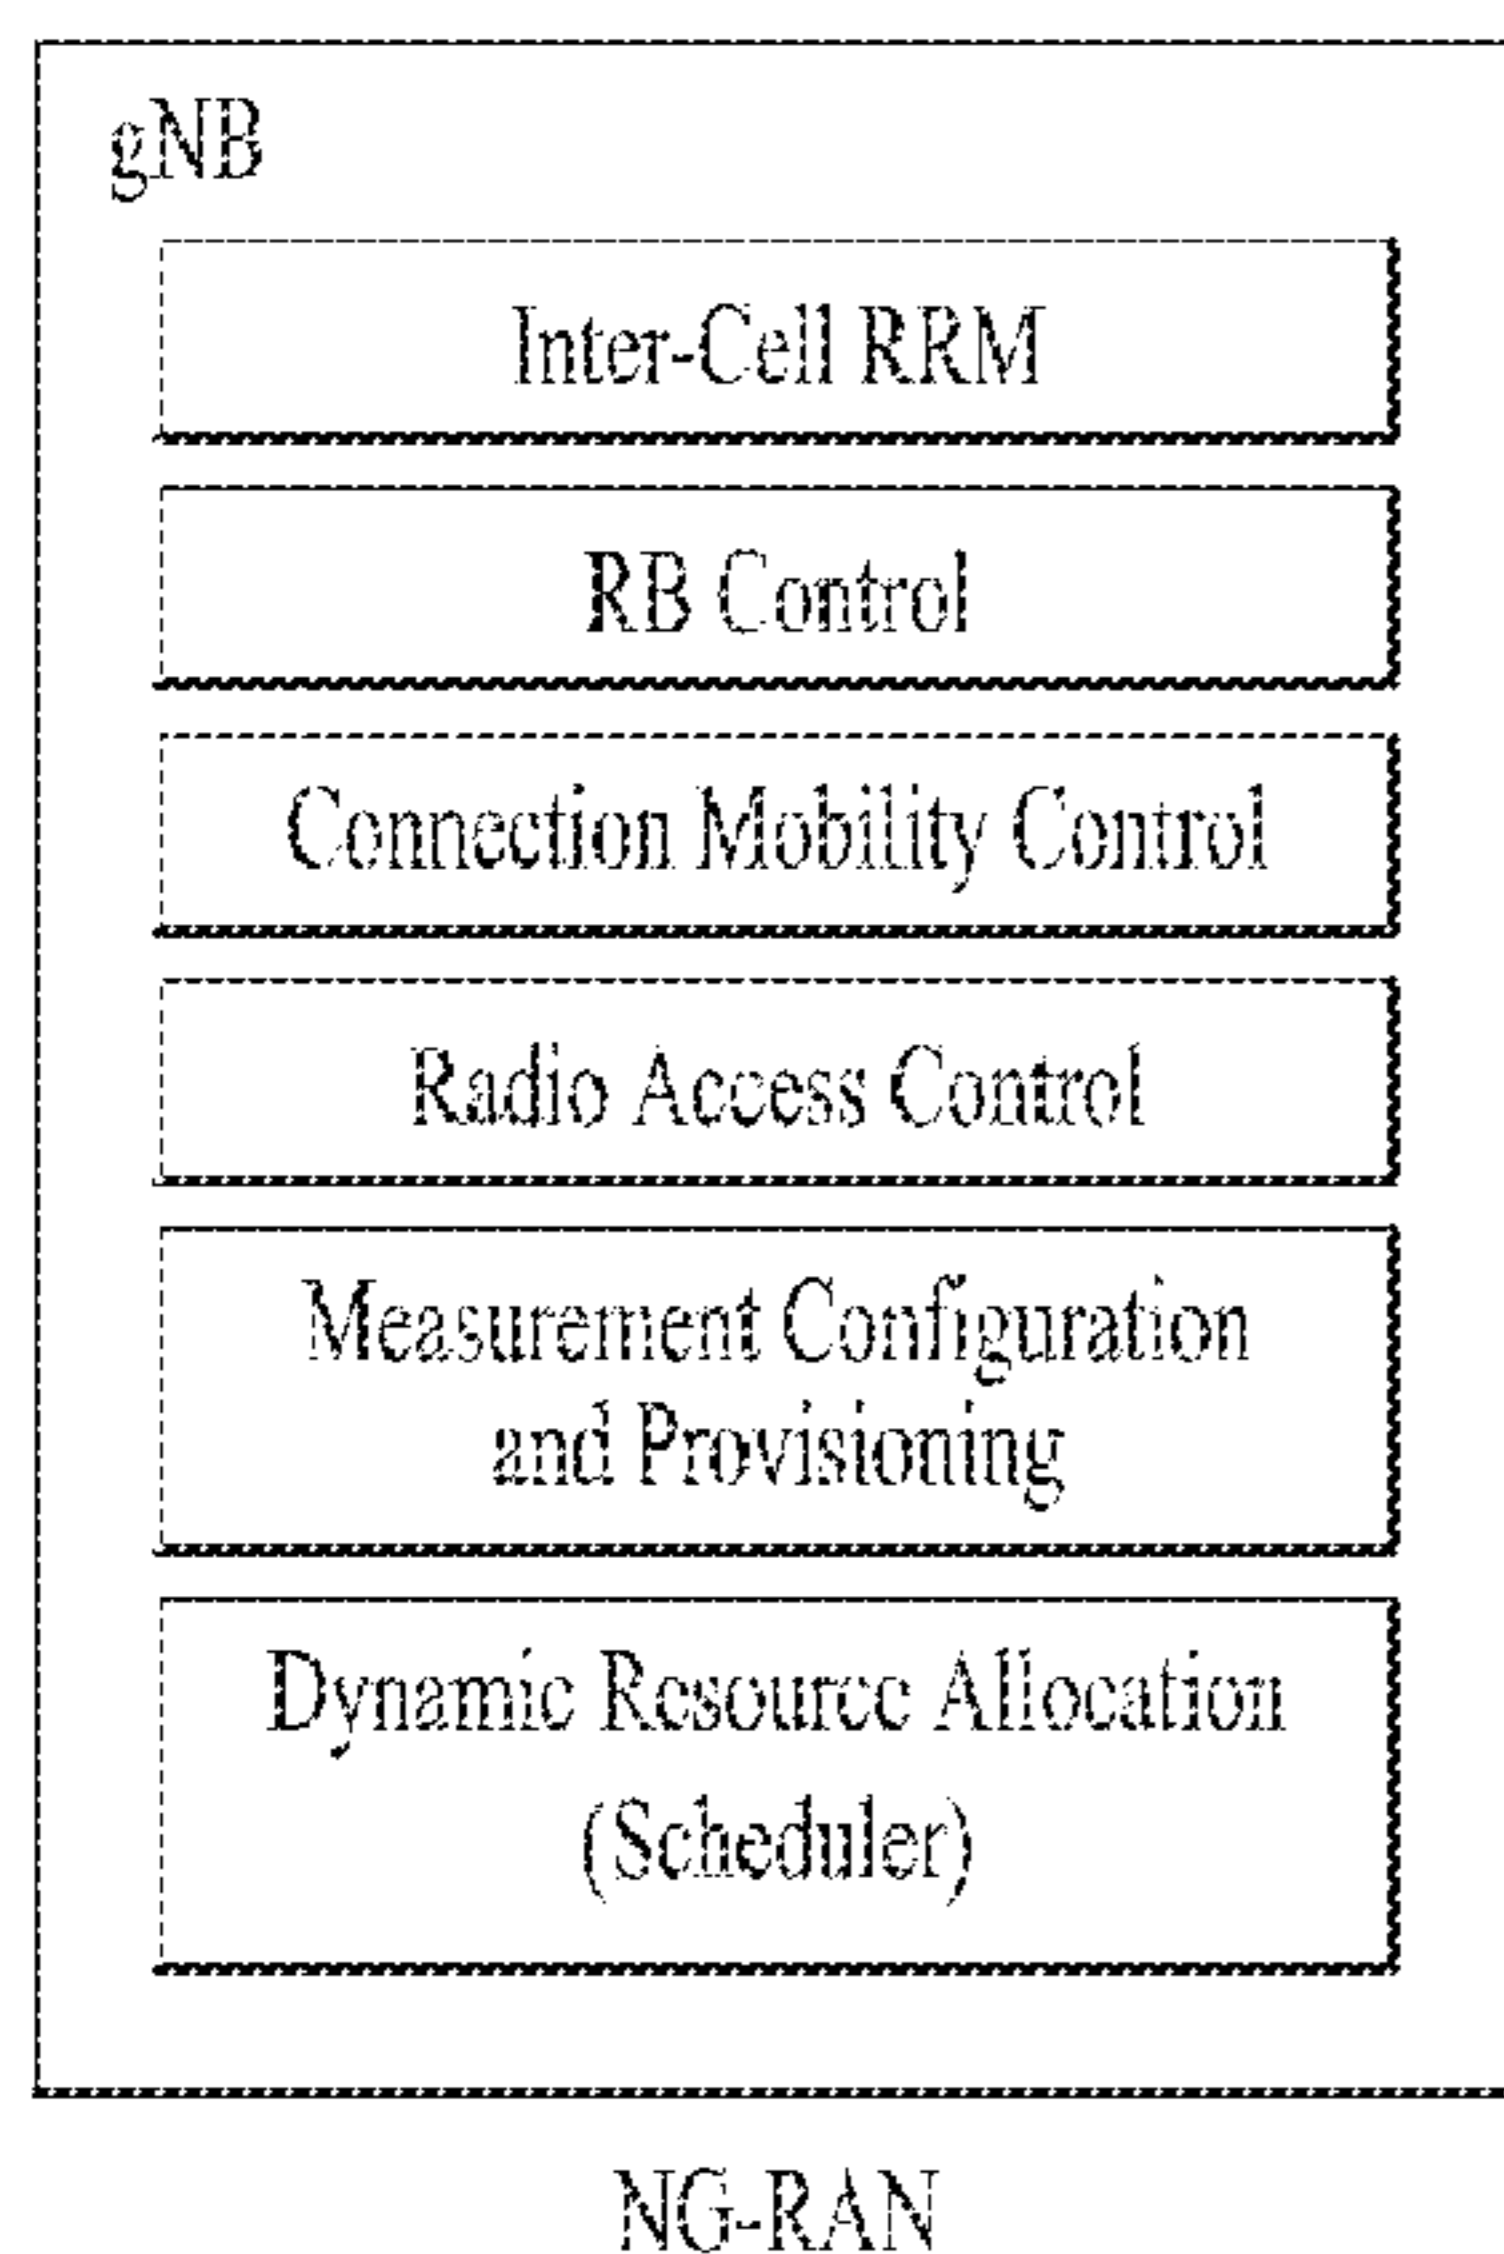 gNB
Inter-Cell RRM
RB Control
Connection Mobility Control
Radio Access Control
Measurement Configuration
and Provisioning
Dynamic Resource Allocation
(Scheduler)
NG-RAN